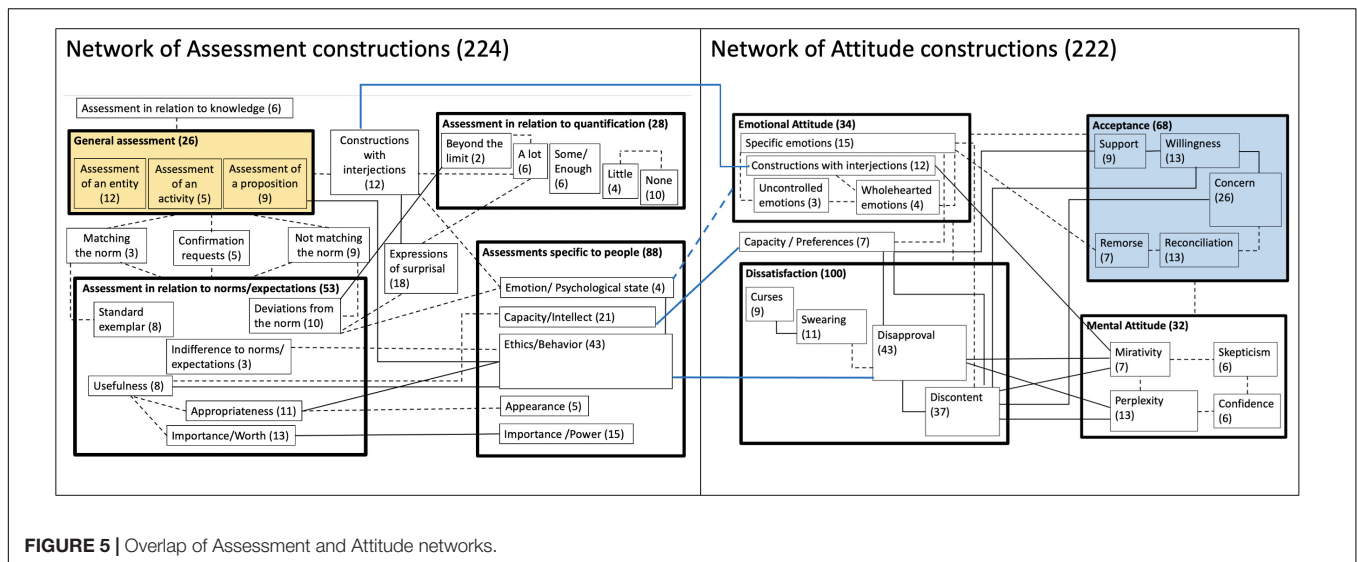 Network of Assessment constructions (224)
Assessment in relation to knowledge (6)
General assessment (26)
Assessment
of an entity
(12)
Assessment
of an
activity (5)
Assessment of
a proposition
(9)
Constructions
with
interjections
(12)
Assessment in relation to quantification (28)
Beyond the
limit (2)
A lot
(6)
Some/
Enough
(6)
Little
(4)
None
(10)
Matching
the norm (3)
Confirmation
requests (5)
Not matching
the norm (9)
Expressions
of surprisal
(18)
Assessment in relation to norms/expectations (53)
Standard
exemplar (8)
Deviations from
the norm (10)
Indifference to norms/
expectations (3)
Usefulness (8)
Appropriateness (11)
Importance/Worth (13)
Assessments specific to people (88)
Emotion/ Psychological state (4)
Capacity/Intellect (21)
Ethics/Behavior (43)
Appearance (5)
Importance /Power (15)
Network of Attitude constructions (222)
Emotional Attitude (34)
Specific emotions (15)
Constructions with interjections (12)
Uncontrolled
emotions (3)
Wholehearted
emotions (4)
Capacity / Preferences (7)
Dissatisfaction (100)
Curses
(9)
Swearing
(11)
Disapproval
(43)
Discontent
(37)
Acceptance (68)
Support
(9)
Willingness
(13)
Concern
(26)
Remorse
(7)
Reconciliation
(13)
Mental Attitude (32)
Mirativity
(7)
Skepticism
(6)
Perplexity
(13)
Confidence
(6)
FIGURE 5 | Overlap of Assessment and Attitude networks.